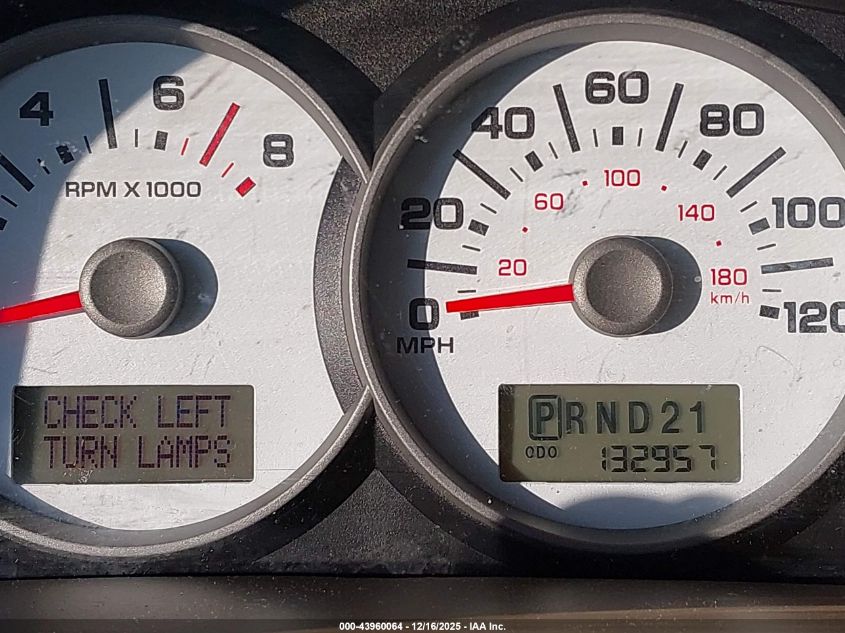 4 6 8
RPM X 1000
CHECK LEFT
TURN LAMPS
0 20 40 60 80 100 120
MPH
20 60 100 140 180
km/h
PRND21
ODO 132957
000-43960064 - 12/16/2025 - IAA Inc.